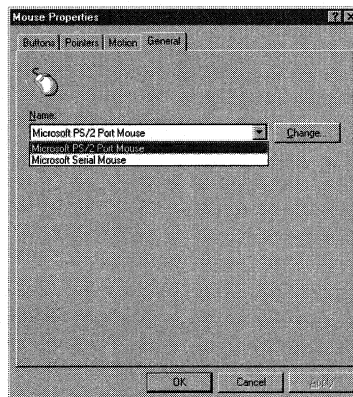 Mouse Properties
Buttons Pointers Motion General
Name:
Microsoft PS/2 Port Mouse
Change...
Microsoft PS/2 Port Mouse
Microsoft Serial Mouse
OK Cancel Apply